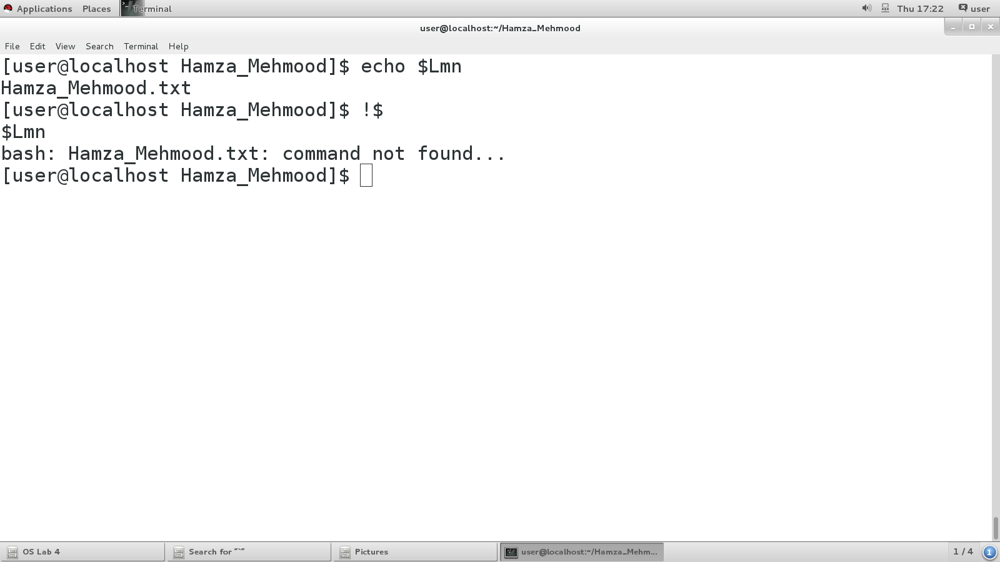 Applications Places Terminal Thu 17:22 user
user@localhost:~/Hamza_Mehmood
File Edit View Search Terminal Help
[user@localhost Hamza_Mehmood]$ echo $Lmn
Hamza_Mehmood.txt
[user@localhost Hamza_Mehmood]$ !$
$Lmn
bash: Hamza_Mehmood.txt: command not found...
[user@localhost Hamza_Mehmood]$
OS Lab 4 Search for "`" Pictures user@localhost:~/Hamza_Mehm... 1 / 4 1